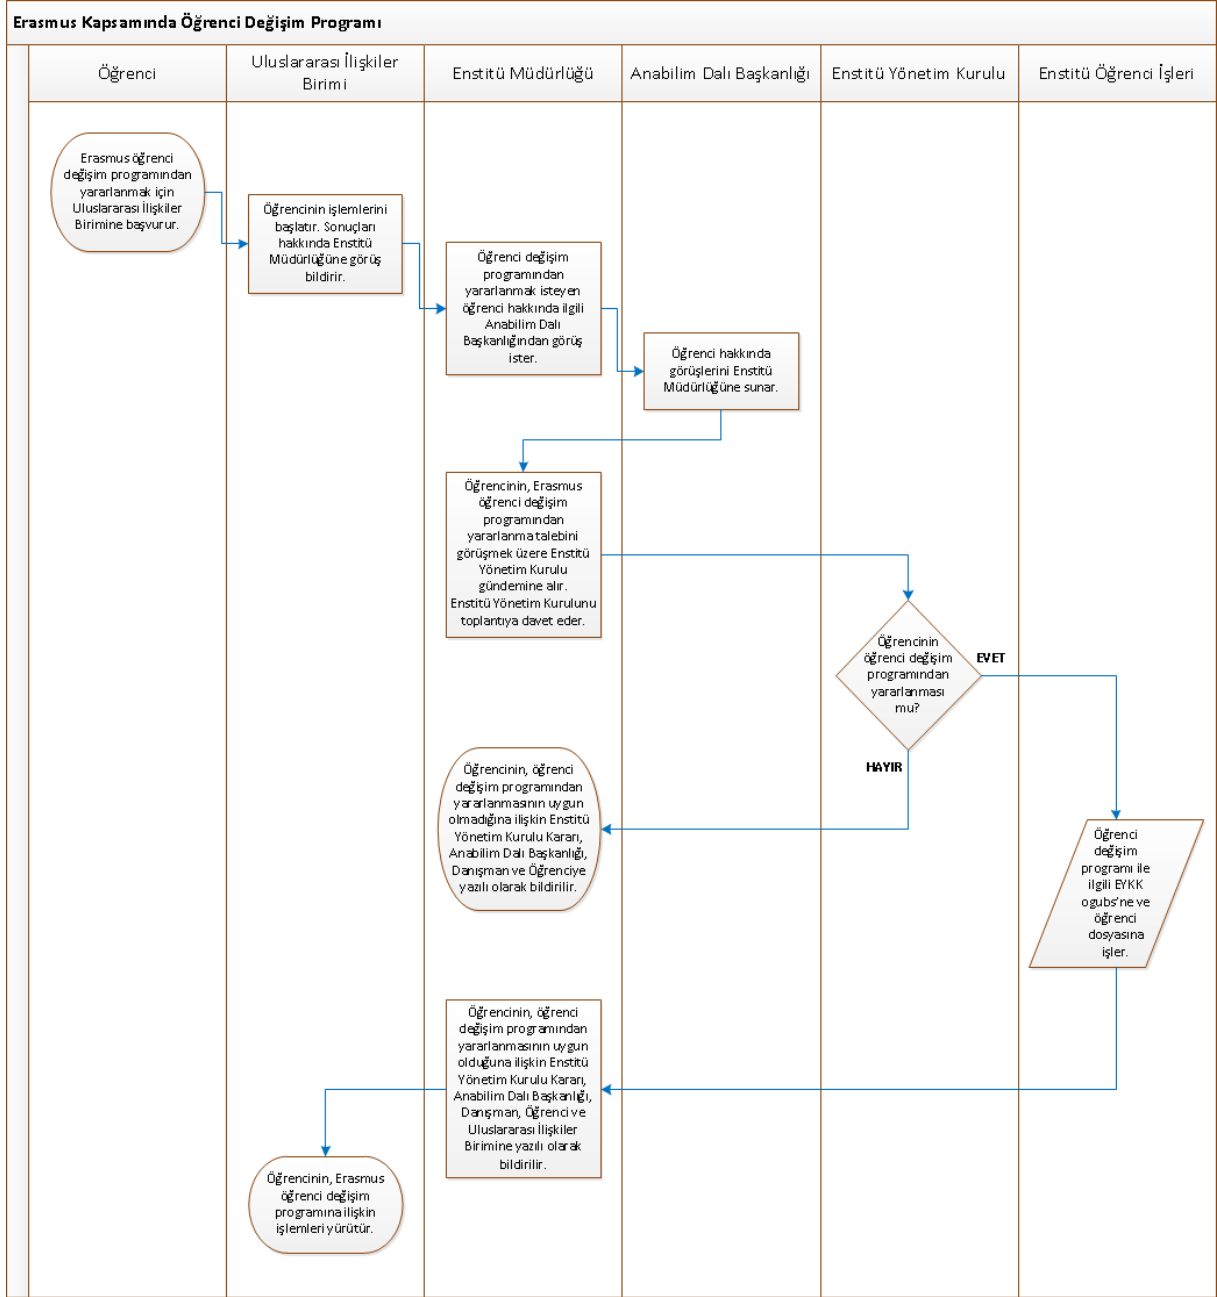 Erasmus Kapsamında Öğrenci Değişim Programı
Öğrenci
Uluslararası İlişkiler
Birimi
Enstitü Müdürlüğü
Anabilim Dalı Başkanlığı
Enstitü Yönetim Kurulu
Enstitü Öğrenci İşleri
Erasmus öğrenci
değişim programından
yararlanmak için
Uluslararası İlişkiler
Birimine başvurur.
Öğrencinin işlemlerini
başlatır. Sonuçları
hakkında Enstitü
Müdürlüğüne görüş
bildirir.
Öğrenci değişim
programından
yararlanmak isteyen
öğrenci hakkında ilgili
Anabilim Dalı
Başkanlığından görüş
ister.
Öğrenci hakkında
görüşlerini Enstitü
Müdürlüğüne sunar.
Öğrencinin, Erasmus
öğrenci değişim
programından
yararlanma talebini
görüşmek üzere Enstitü
Yönetim Kurulu
gündemine alır.
Enstitü Yönetim Kurulunu
toplantıya davet eder.
Öğrencinin
öğrenci değişim
programından
yararlanması
mu?
EVET
HAYIR
Öğrencinin, öğrenci
değişim programından
yararlanmasının uygun
olmadığına ilişkin Enstitü
Yönetim Kurulu Kararı,
Anabilim Dalı Başkanlığı,
Danışman ve Öğrenciye
yazılı olarak bildirilir.
Öğrenci
değişim
programı ile
ilgili EYKK
ogubs’ne ve
öğrenci
dosyasına
işler.
Öğrencinin, öğrenci
değişim programından
yararlanmasının uygun
olduğuna ilişkin Enstitü
Yönetim Kurulu Kararı,
Anabilim Dalı Başkanlığı,
Danışman, Öğrenci ve
Uluslararası İlişkiler
Birimine yazılı olarak
bildirilir.
Öğrencinin, Erasmus
öğrenci değişim
programına ilişkin
işlemleri yürütür.